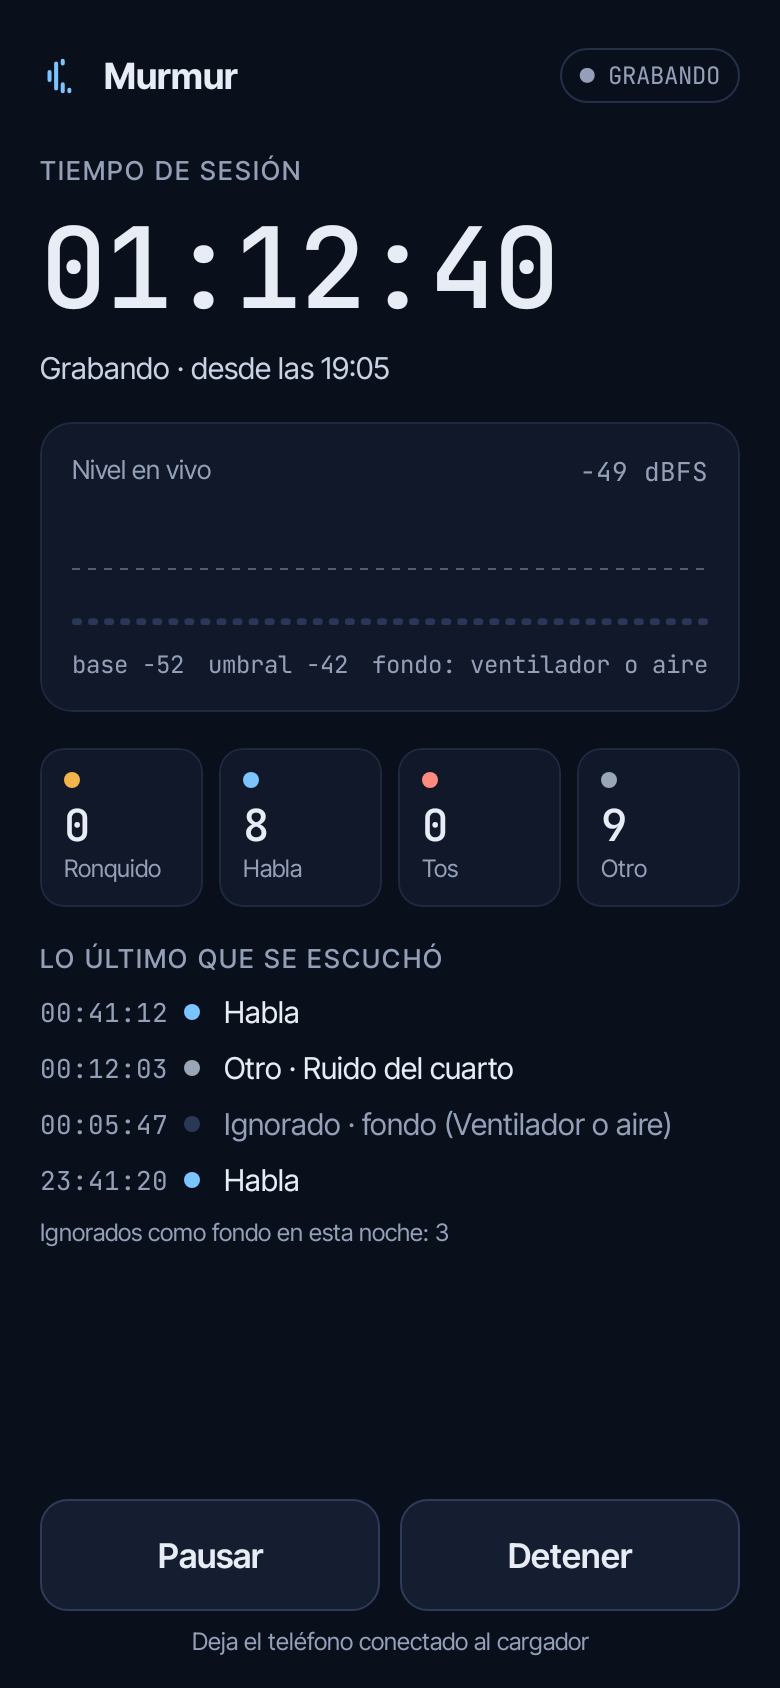 Murmur
GRABANDO
TIEMPO DE SESIÓN
01:12:40
Grabando · desde las 19:05
Nivel en vivo
-49 dBFS
base -52 umbral -42 fondo: ventilador o aire
0 8 0 9
Ronquido Habla Tos Otro
LO ÚLTIMO QUE SE ESCUCHÓ
00:41:12 Habla
00:12:03 Otro · Ruido del cuarto
00:05:47 Ignorado · fondo (Ventilador o aire)
23:41:20 Habla
Ignorados como fondo en esta noche: 3
Pausar Detener
Deja el teléfono conectado al cargador